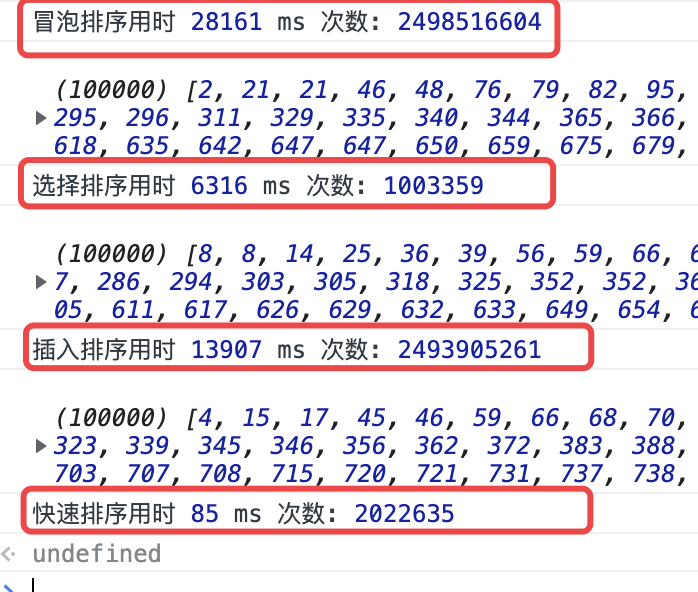 冒泡排序用时 28161 ms 次数: 2498516604
(100000) [2, 21, 21, 46, 48, 76, 79, 82, 95,
295, 296, 311, 329, 335, 340, 344, 365, 366,
618, 635, 642, 647, 647, 650, 659, 675, 679,
选择排序用时 6316 ms 次数: 1003359
(100000) [8, 8, 14, 25, 36, 39, 56, 59, 66, 6
7, 286, 294, 303, 305, 318, 325, 352, 352, 36
05, 611, 617, 626, 629, 632, 633, 649, 654, 6
插入排序用时 13907 ms 次数: 2493905261
(100000) [4, 15, 17, 45, 46, 59, 66, 68, 70,
323, 339, 345, 346, 356, 362, 372, 383, 388,
703, 707, 708, 715, 720, 721, 731, 737, 738,
快速排序用时 85 ms 次数: 2022635
undefined